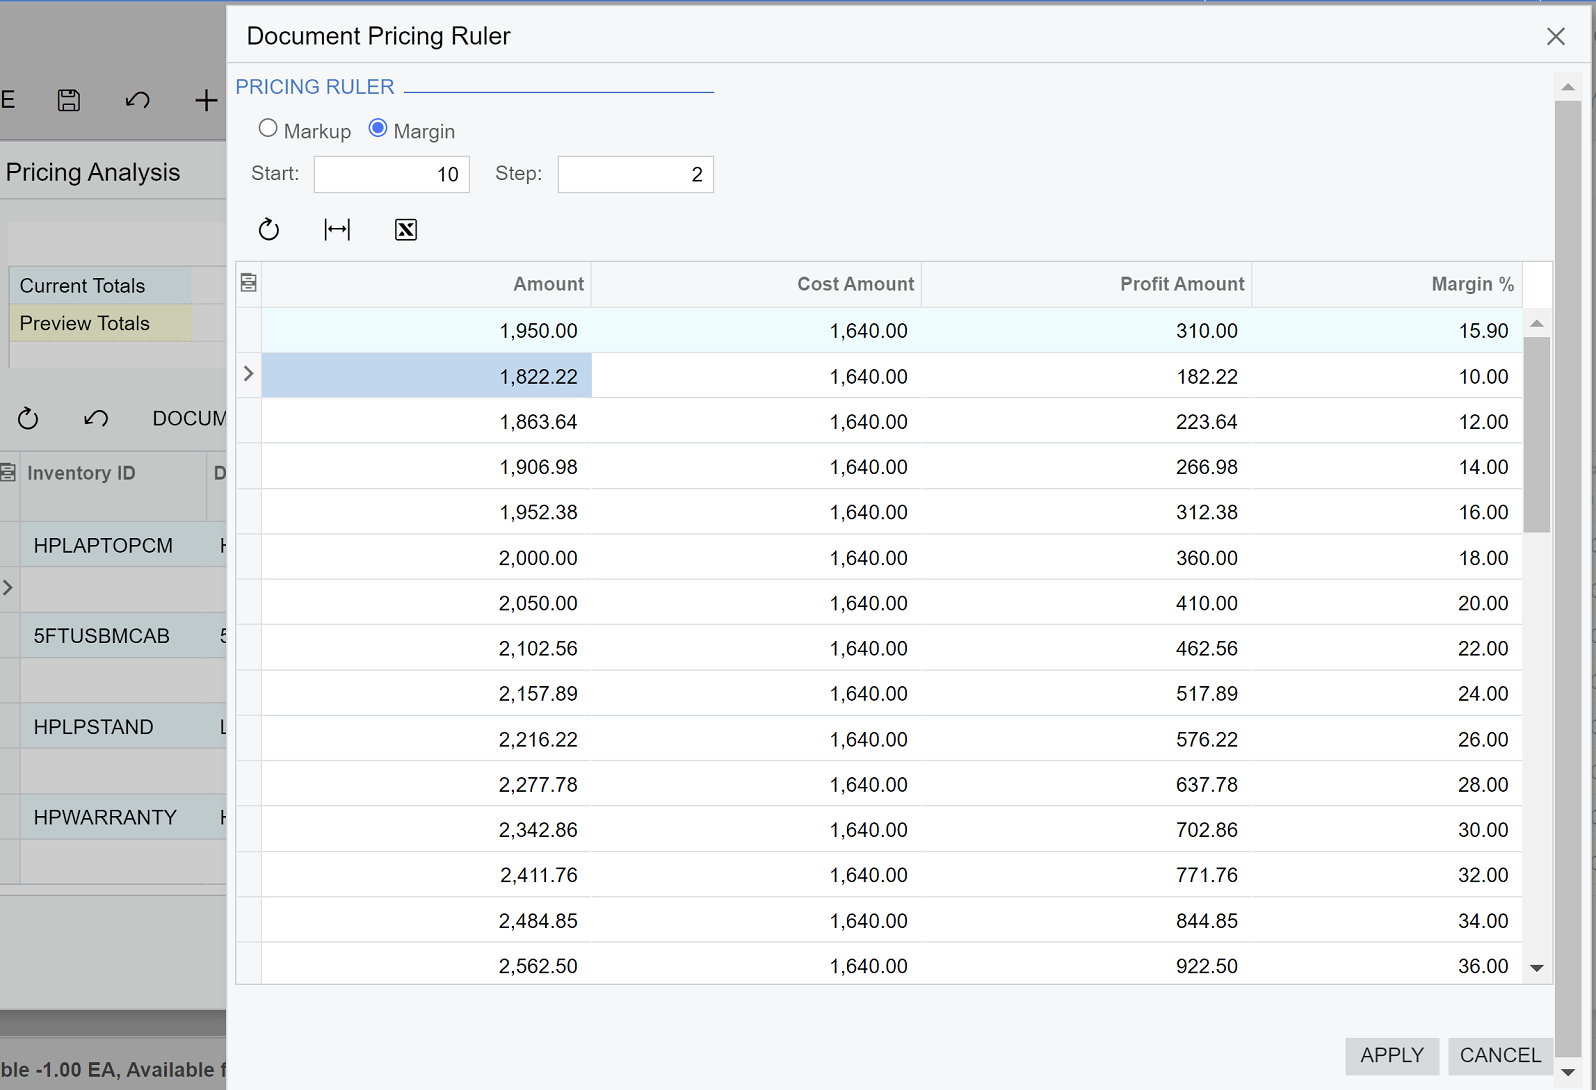 Document Pricing Ruler
E
PRICING RULER
Markup Margin
Start: 10 Step: 2
Pricing Analysis
Current Totals
Preview Totals
DOCUM
Inventory ID D
HPLAPTOPCM
5FTUSBMCAB 5
HPLPSTAND L
HPWARRANTY
ble -1.00 EA, Available f
Amount Cost Amount Profit Amount Margin %
1,950.00 1,640.00 310.00 15.90
1,822.22 1,640.00 182.22 10.00
1,863.64 1,640.00 223.64 12.00
1,906.98 1,640.00 266.98 14.00
1,952.38 1,640.00 312.38 16.00
2,000.00 1,640.00 360.00 18.00
2,050.00 1,640.00 410.00 20.00
2,102.56 1,640.00 462.56 22.00
2,157.89 1,640.00 517.89 24.00
2,216.22 1,640.00 576.22 26.00
2,277.78 1,640.00 637.78 28.00
2,342.86 1,640.00 702.86 30.00
2,411.76 1,640.00 771.76 32.00
2,484.85 1,640.00 844.85 34.00
2,562.50 1,640.00 922.50 36.00
APPLY CANCEL